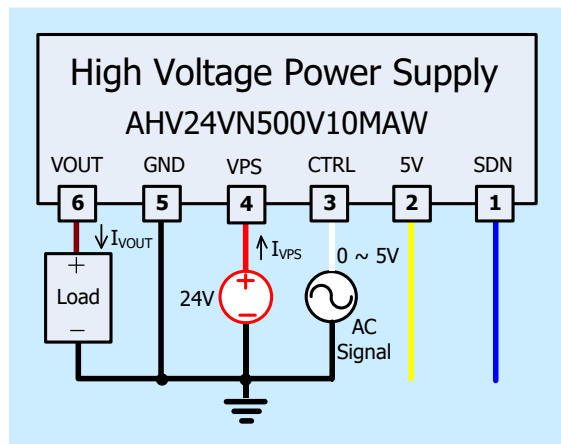 High Voltage Power Supply
AHV24VN500V10MAW
VOUT GND VPS CTRL 5V SDN
6 5 4 3 2 1
↓IVOUT ↑IVPS 0 ~ 5V
+ +
Load 24V
− −
AC
Signal